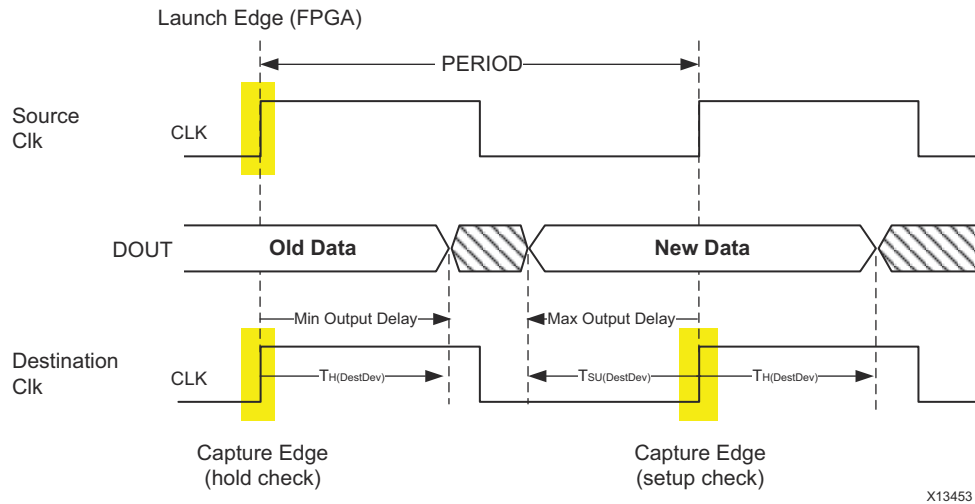 Launch Edge (FPGA)
PERIOD
Source
Clk
CLK
DOUT
Old Data
New Data
Min Output Delay
Max Output Delay
Destination
Clk
CLK
TH(DestDev)
TSU(DestDev)
TH(DestDev)
Capture Edge
(hold check)
Capture Edge
(setup check)
X13453